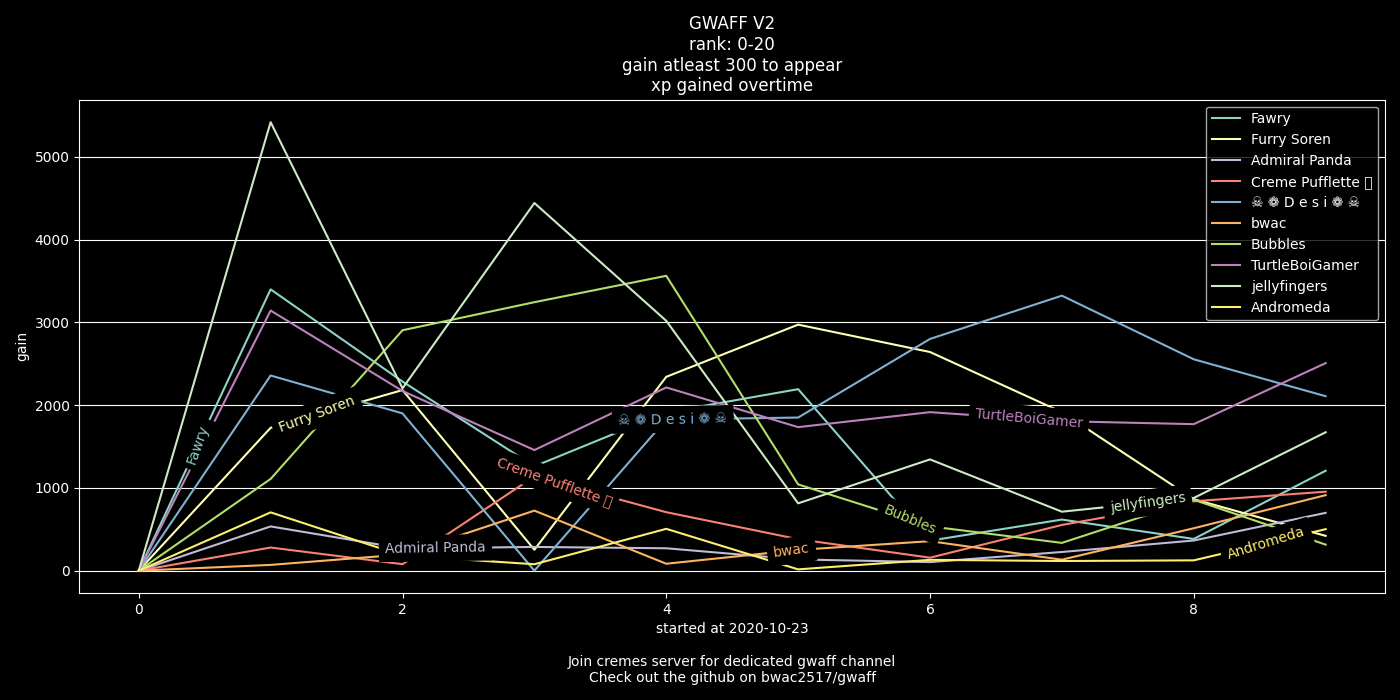 GWAFF V2
rank: 0-20
gain atleast 300 to appear
xp gained overtime
gain
5000
4000
3000
2000
1000
0
Fawry
Furry Soren
Admiral Panda
Creme Pufflette
☠ ❁ D e s i ❁ ☠
bwac
Bubbles
TurtleBoiGamer
jellyfingers
Andromeda
Fawry
Furry Soren
Admiral Panda
Creme Pufflette
☠ ❁ D e s i ❁ ☠
bwac
Bubbles
TurtleBoiGamer
jellyfingers
Andromeda
0 2 4 6 8
started at 2020-10-23
Join cremes server for dedicated gwaff channel
Check out the github on bwac2517/gwaff